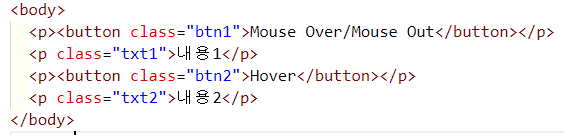 <body>
<p><button class="btn1">Mouse Over/Mouse Out</button></p>
<p class="txt1">내용1</p>
<p><button class="btn2">Hover</button></p>
<p class="txt2">내용2</p>
</body>